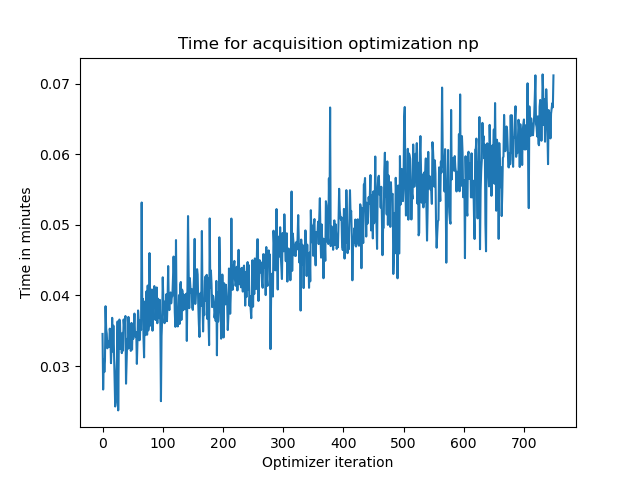 Time for acquisition optimization np
0.07
0.06
0.05
0.04
0.03
Time in minutes
0 100 200 300 400 500 600 700
Optimizer iteration